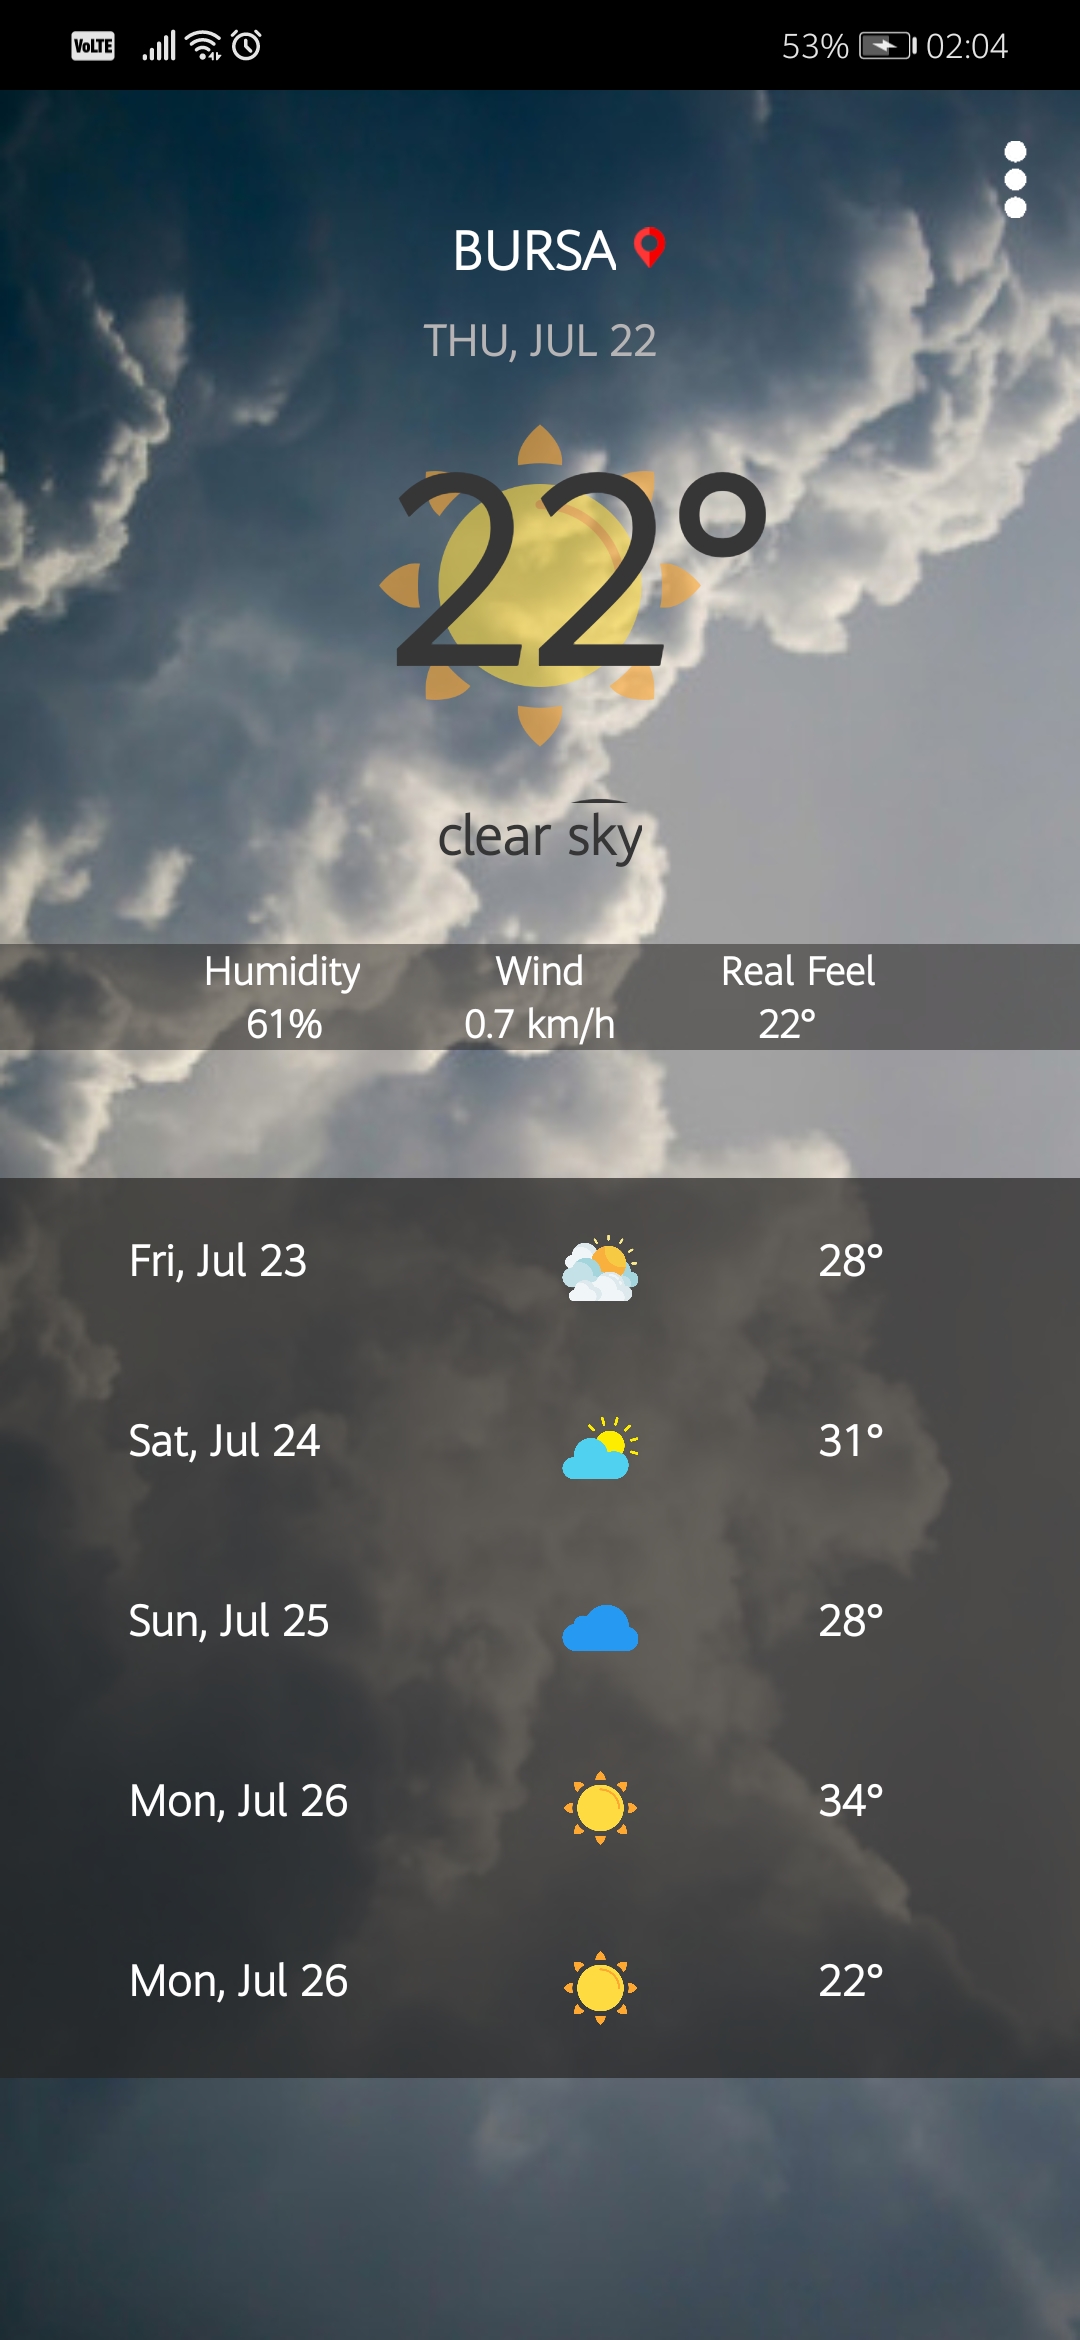 VoLTE 53% 02:04
BURSA
THU, JUL 22
22°
clear sky
Humidity Wind Real Feel
61% 0.7 km/h 22°
Fri, Jul 23 28°
Sat, Jul 24 31°
Sun, Jul 25 28°
Mon, Jul 26 34°
Mon, Jul 26 22°